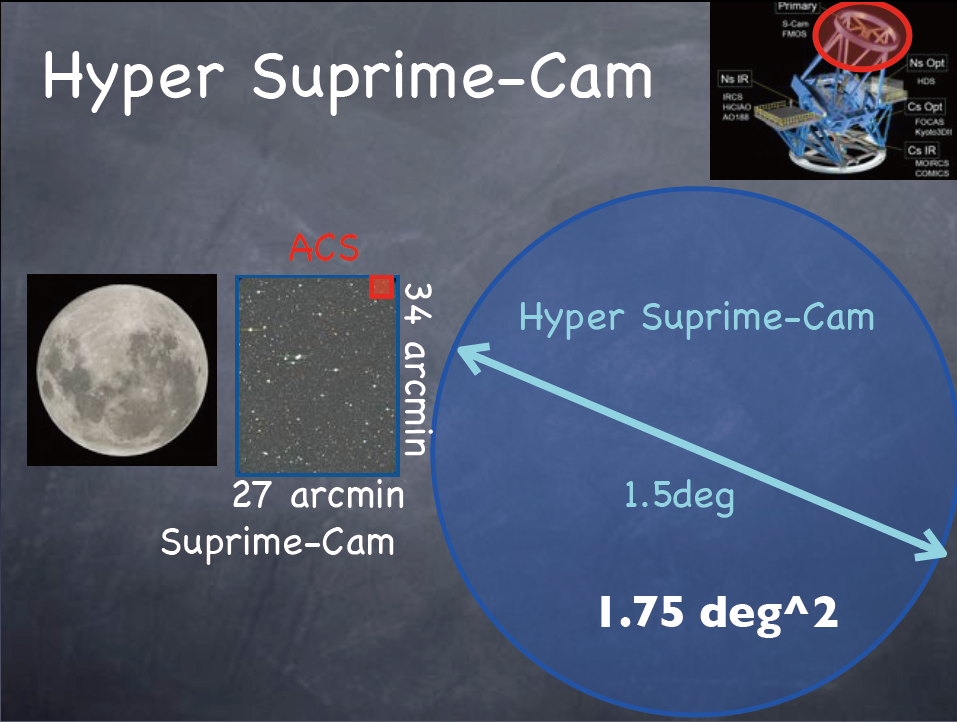 Hyper Suprime-Cam
Primary
S-Cam
FMOS
Ns Opt
HDS
Ns IR
IRCS
HiCIAO
AO188
Cs Opt
FOCAS
Kyoto3DII
Cs IR
MOIRCS
COMICS
ACS
34 arcmin
27 arcmin
Suprime-Cam
Hyper Suprime-Cam
1.5deg
1.75 deg^2